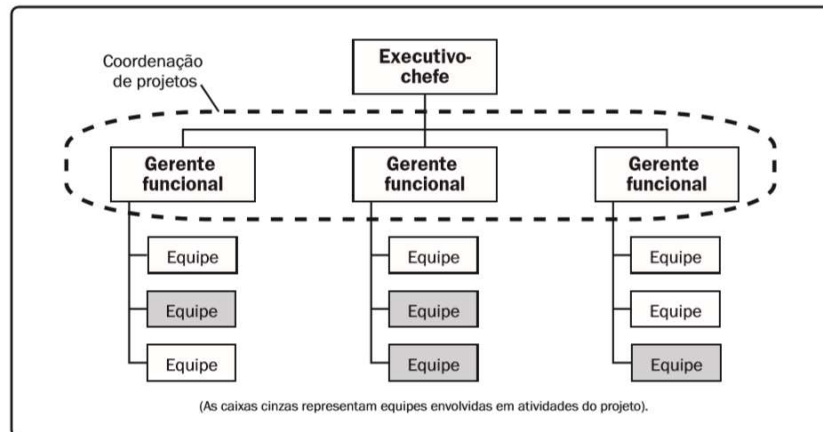 Coordenação
de projetos
Executivo-
chefe
Gerente
funcional
Gerente
funcional
Gerente
funcional
Equipe
Equipe
Equipe
Equipe
Equipe
Equipe
Equipe
Equipe
Equipe
(As caixas cinzas representam equipes envolvidas em atividades do projeto).